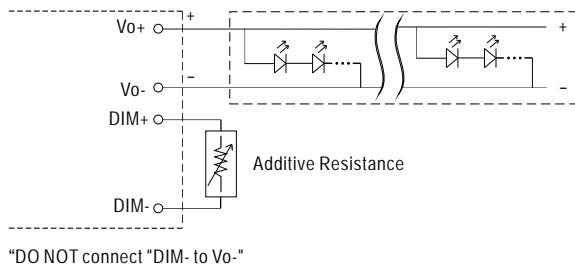 Vo+
+
+
Vo-
−
−
DIM+
Additive Resistance
DIM-
“DO NOT connect "DIM- to Vo-"